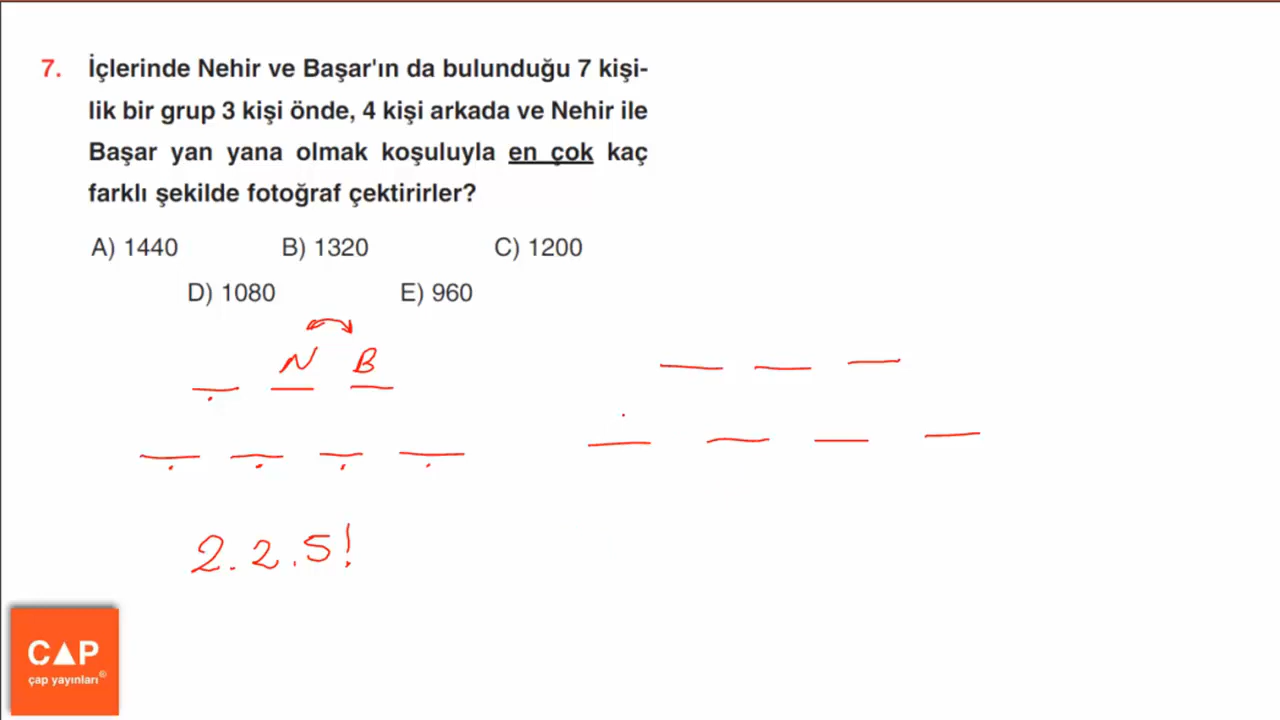 7. İçlerinde Nehir ve Başar'ın da bulunduğu 7 kişi-
lik bir grup 3 kişi önde, 4 kişi arkada ve Nehir ile
Başar yan yana olmak koşuluyla en çok kaç
farklı şekilde fotoğraf çektirirler?
A) 1440 B) 1320 C) 1200
D) 1080 E) 960
N B
2.2.5!
CAP
çap yayınları®